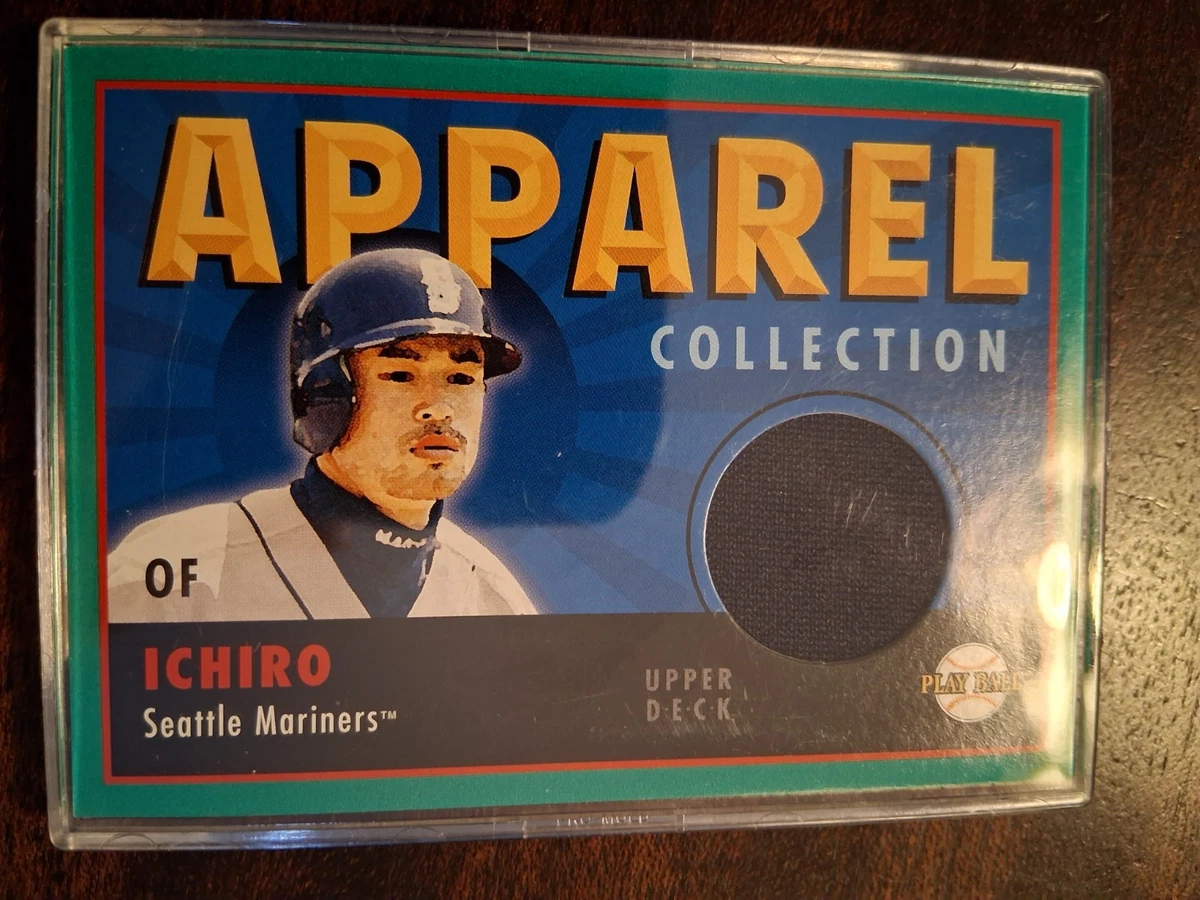 APPAREL
COLLECTION
OF
ICHIRO
Seattle Mariners™
UPPER
DECK
PLAY BALL